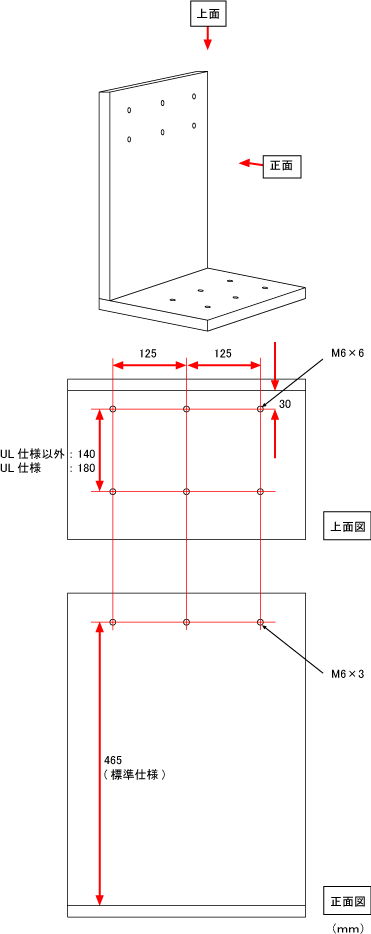 上面
正面
125
125
M6×6
30
UL 仕様以外 : 140
UL 仕様 : 180
上面図
M6×3
465
( 標準仕様 )
正面図
(mm)